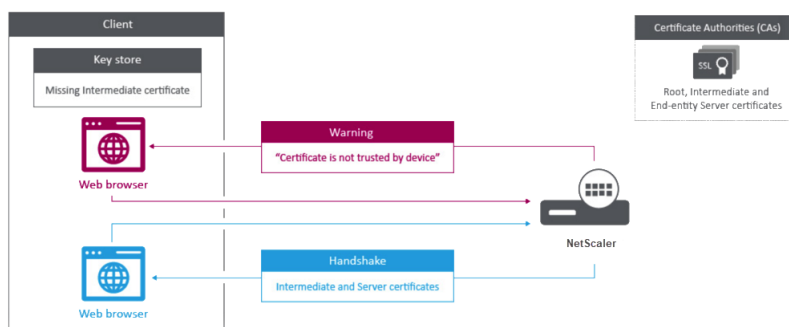 Client
Key store
Missing Intermediate certificate
Web browser
Warning
“Certificate is not trusted by device”
Certificate Authorities (CAs)
SSL
Root, Intermediate and
End-entity Server certificates
NetScaler
Handshake
Intermediate and Server certificates
Web browser